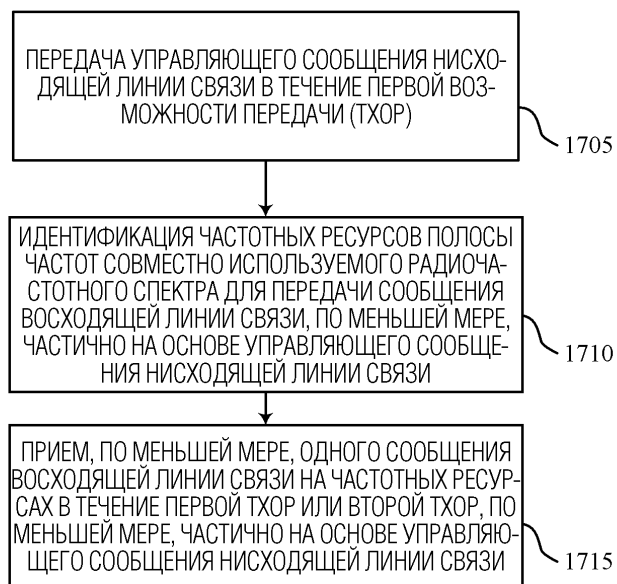 ПЕРЕДАЧА УПРАВЛЯЮЩЕГО СООБЩЕНИЯ НИСХО-
ДЯЩЕЙ ЛИНИИ СВЯЗИ В ТЕЧЕНИЕ ПЕРВОЙ ВОЗ-
МОЖНОСТИ ПЕРЕДАЧИ (TXOP)
1705
ИДЕНТИФИКАЦИЯ ЧАСТОТНЫХ РЕСУРСОВ ПОЛОСЫ
ЧАСТОТ СОВМЕСТНО ИСПОЛЬЗУЕМОГО РАДИОЧА-
СТОТНОГО СПЕКТРА ДЛЯ ПЕРЕДАЧИ СООБЩЕНИЯ
ВОСХОДЯЩЕЙ ЛИНИИ СВЯЗИ, ПО МЕНЬШЕЙ МЕРЕ,
ЧАСТИЧНО НА ОСНОВЕ УПРАВЛЯЮЩЕГО СООБЩЕ-
НИЯ НИСХОДЯЩЕЙ ЛИНИИ СВЯЗИ
1710
ПРИЕМ, ПО МЕНЬШЕЙ МЕРЕ, ОДНОГО СООБЩЕНИЯ
ВОСХОДЯЩЕЙ ЛИНИИ СВЯЗИ НА ЧАСТОТНЫХ РЕСУР-
САХ В ТЕЧЕНИЕ ПЕРВОЙ TXOP ИЛИ ВТОРОЙ TXOP, ПО
МЕНЬШЕЙ МЕРЕ, ЧАСТИЧНО НА ОСНОВЕ УПРАВЛЯЮ-
ЩЕГО СООБЩЕНИЯ НИСХОДЯЩЕЙ ЛИНИИ СВЯЗИ
1715